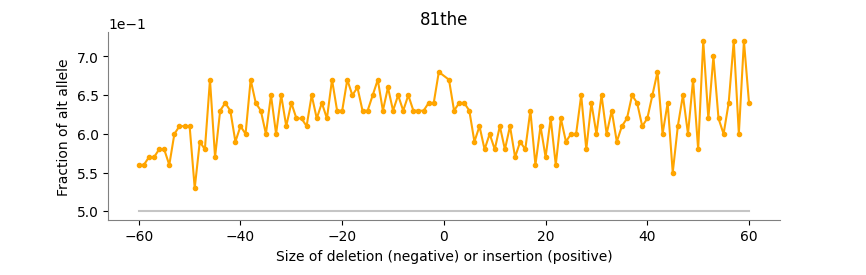 81the
1e−1
7.0
6.5
6.0
5.5
5.0
Fraction of alt allele
−60 −40 −20 0 20 40 60
Size of deletion (negative) or insertion (positive)